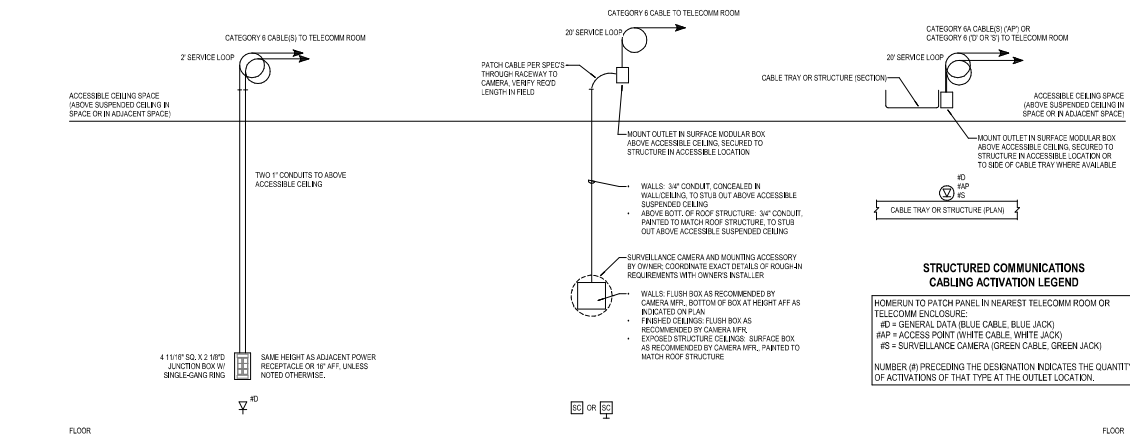 CATEGORY 6 CABLE(S) TO TELECOMM ROOM
2' SERVICE LOOP
ACCESSIBLE CEILING SPACE
(ABOVE SUSPENDED CEILING IN
SPACE OR IN ADJACENT SPACE)
TWO 1" CONDUITS TO ABOVE
ACCESSIBLE CEILING
4 11/16" SQ. X 2 1/8"D
JUNCTION BOX W/
SINGLE-GANG RING
SAME HEIGHT AS ADJACENT POWER
RECEPTACLE OR 16" AFF, UNLESS
NOTED OTHERWISE.
#D
FLOOR
CATEGORY 6 CABLE TO TELECOMM ROOM
20' SERVICE LOOP
PATCH CABLE PER SPEC'S
THROUGH RACEWAY TO
CAMERA, VERIFY REQ'D
LENGTH IN FIELD
MOUNT OUTLET IN SURFACE MODULAR BOX
ABOVE ACCESSIBLE CEILING, SECURED TO
STRUCTURE IN ACCESSIBLE LOCATION
• WALLS: 3/4" CONDUIT, CONCEALED IN
WALL/CEILING, TO STUB OUT ABOVE ACCESSIBLE
SUSPENDED CEILING
• ABOVE BOTT. OF ROOF STRUCTURE: 3/4" CONDUIT,
PAINTED TO MATCH ROOF STRUCTURE, TO STUB
OUT ABOVE ACCESSIBLE SUSPENDED CEILING
SURVEILLANCE CAMERA AND MOUNTING ACCESSORY
BY OWNER; COORDINATE EXACT DETAILS OF ROUGH-IN
REQUIREMENTS WITH OWNER'S INSTALLER
• WALLS: FLUSH BOX AS RECOMMENDED BY
CAMERA MFR., BOTTOM OF BOX AT HEIGHT AFF AS
INDICATED ON PLAN
• FINISHED CEILINGS: FLUSH BOX AS
RECOMMENDED BY CAMERA MFR.
• EXPOSED STRUCTURE CEILINGS: SURFACE BOX
AS RECOMMENDED BY CAMERA MFR., PAINTED TO
MATCH ROOF STRUCTURE
SC OR SC
CATEGORY 6A CABLE(S) ('AP') OR
CATEGORY 6 ('D' OR 'S') TO TELECOMM ROOM
20' SERVICE LOOP
CABLE TRAY OR STRUCTURE (SECTION)
ACCESSIBLE CEILING SPACE
(ABOVE SUSPENDED CEILING IN
SPACE OR IN ADJACENT SPACE)
MOUNT OUTLET IN SURFACE MODULAR BOX
ABOVE ACCESSIBLE CEILING, SECURED TO
STRUCTURE IN ACCESSIBLE LOCATION OR
TO SIDE OF CABLE TRAY WHERE AVAILABLE
#D
#AP
#S
CABLE TRAY OR STRUCTURE (PLAN)
STRUCTURED COMMUNICATIONS
CABLING ACTIVATION LEGEND
HOMERUN TO PATCH PANEL IN NEAREST TELECOMM ROOM OR
TELECOMM ENCLOSURE:
#D = GENERAL DATA (BLUE CABLE, BLUE JACK)
#AP = ACCESS POINT (WHITE CABLE, WHITE JACK)
#S = SURVEILLANCE CAMERA (GREEN CABLE, GREEN JACK)
NUMBER (#) PRECEDING THE DESIGNATION INDICATES THE QUANTITY
OF ACTIVATIONS OF THAT TYPE AT THE OUTLET LOCATION.
FLOOR